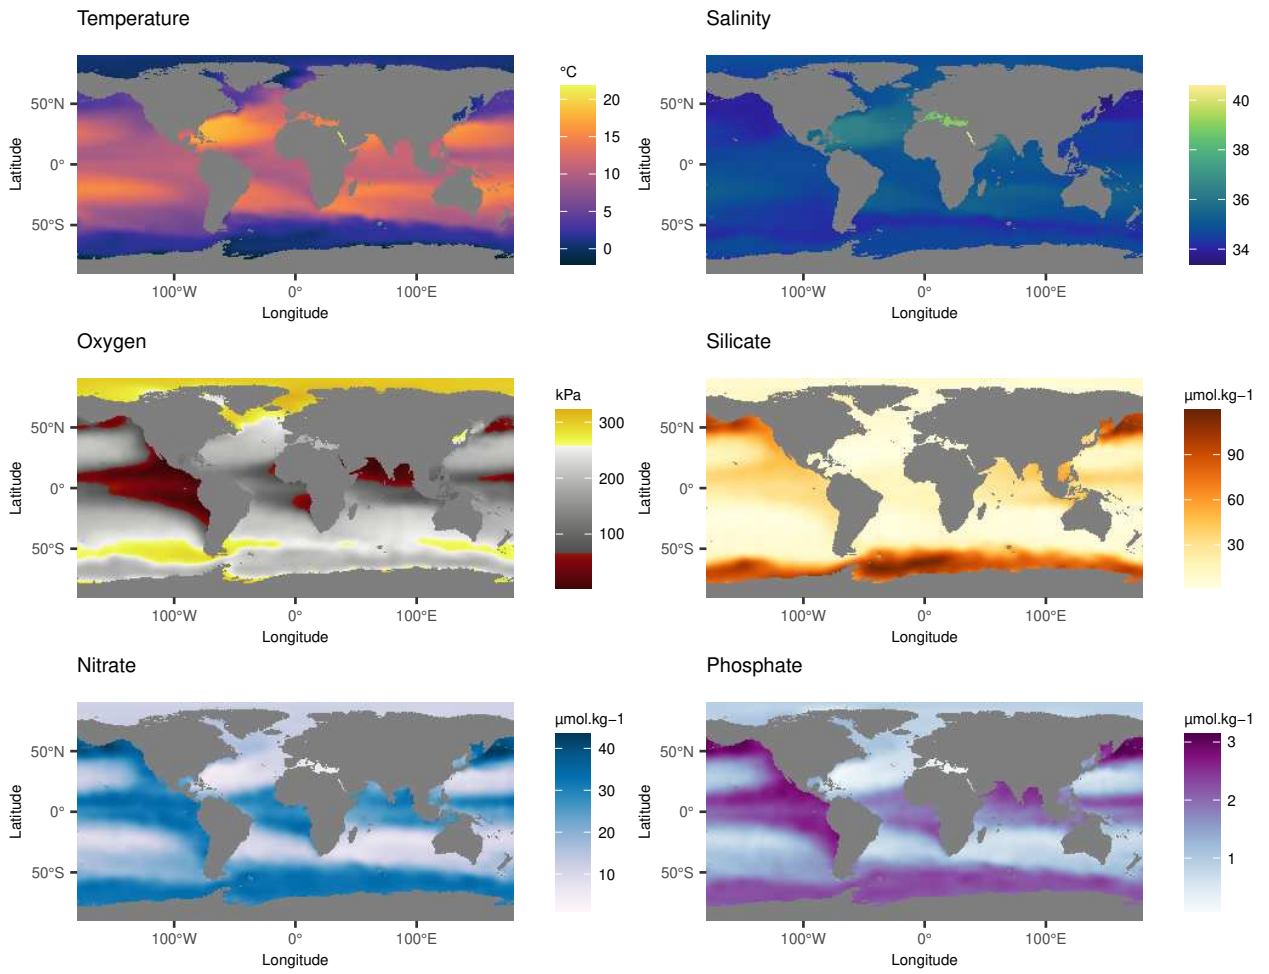 Temperature
Salinity
°C
50°N
0°
50°S
Latitude
100°W
0°
100°E
Longitude
20
15
10
5
0
50°N
0°
50°S
Latitude
100°W
0°
100°E
Longitude
40
38
36
34
Oxygen
Silicate
kPa
50°N
0°
50°S
Latitude
100°W
0°
100°E
Longitude
300
200
100
µmol.kg−1
50°N
0°
50°S
Latitude
100°W
0°
100°E
Longitude
90
60
30
Nitrate
Phosphate
µmol.kg−1
50°N
0°
50°S
Latitude
100°W
0°
100°E
Longitude
40
30
20
10
µmol.kg−1
50°N
0°
50°S
Latitude
100°W
0°
100°E
Longitude
3
2
1